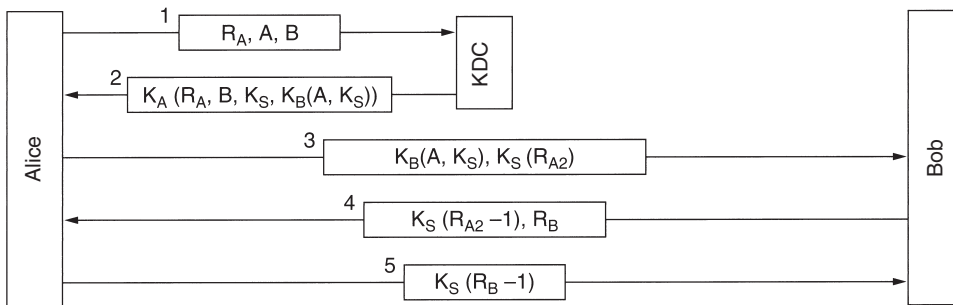 Alice
KDC
Bob
1
R_A, A, B
2
K_A (R_A, B, K_S, K_B(A, K_S))
3
K_B(A, K_S), K_S (R_A2)
4
K_S (R_A2 –1), R_B
5
K_S (R_B –1)